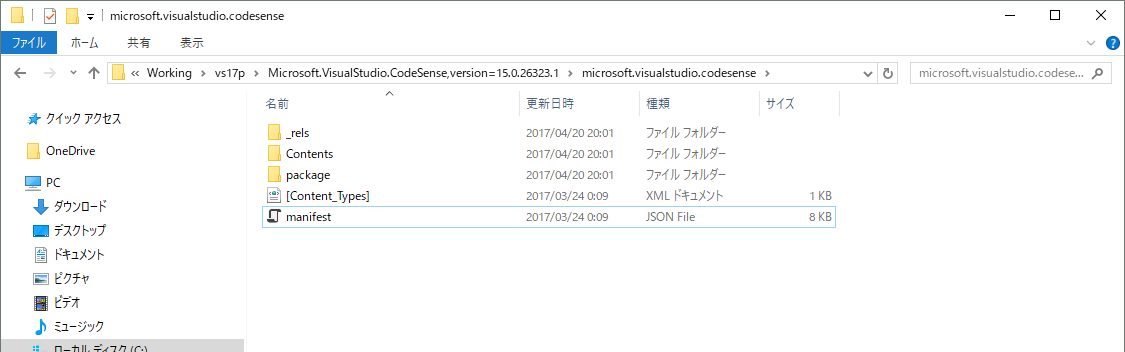 microsoft.visualstudio.codesense
ファイル ホーム 共有 表示
« Working > vs17p > Microsoft.VisualStudio.CodeSense,version=15.0.26323.1 > microsoft.visualstudio.codesense >
microsoft.visualstudio.codese...
名前 更新日時 種類 サイズ
クイック アクセス
OneDrive
PC
ダウンロード
デスクトップ
ドキュメント
ピクチャ
ビデオ
ミュージック
ローカル ディスク (C:)
_rels 2017/04/20 20:01 ファイル フォルダー
Contents 2017/04/20 20:01 ファイル フォルダー
package 2017/04/20 20:01 ファイル フォルダー
[Content_Types] 2017/03/24 0:09 XML ドキュメント 1 KB
manifest 2017/03/24 0:09 JSON File 8 KB